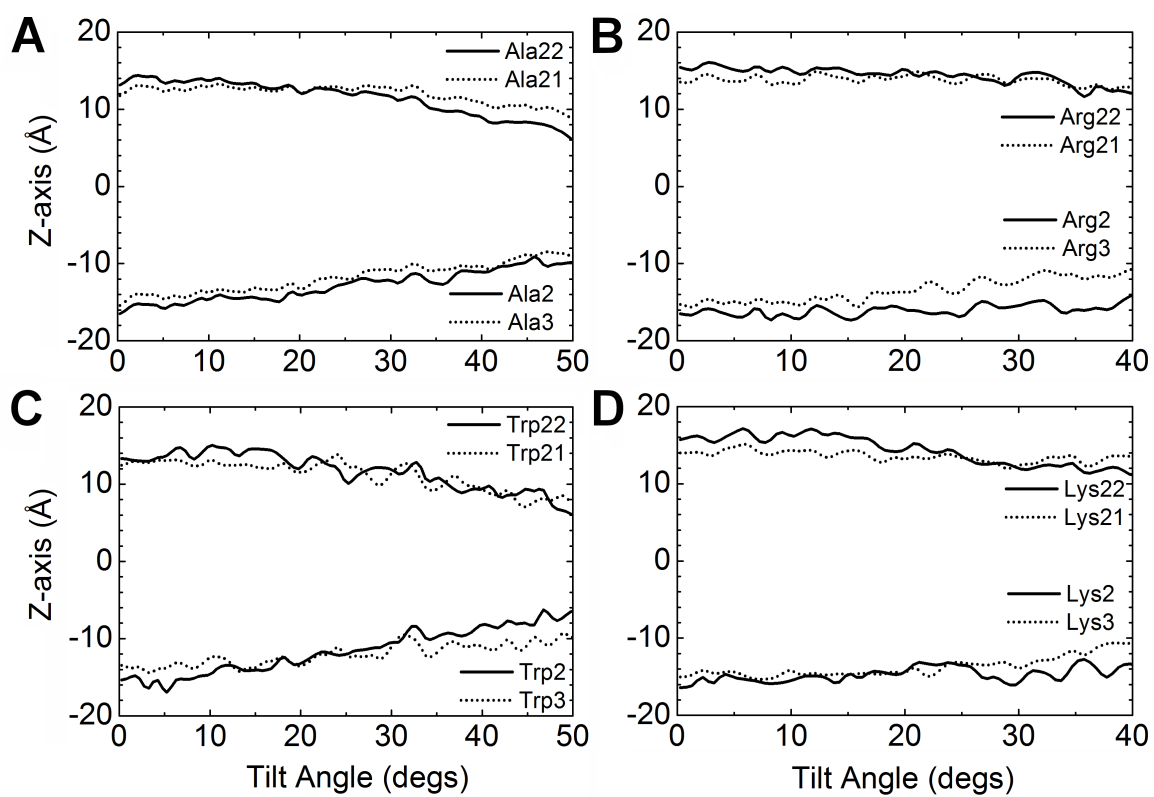 A
B
20
10
0
-10
-20
Z-axis (Å)
Ala22
Ala21
Ala2
Ala3
0 10 20 30 40 50
20
10
0
-10
-20
Arg22
Arg21
Arg2
Arg3
0 10 20 30 40
C
D
20
10
0
-10
-20
Z-axis (Å)
Trp22
Trp21
Trp2
Trp3
0 10 20 30 40 50
Tilt Angle (degs)
20
10
0
-10
-20
Lys22
Lys21
Lys2
Lys3
0 10 20 30 40
Tilt Angle (degs)